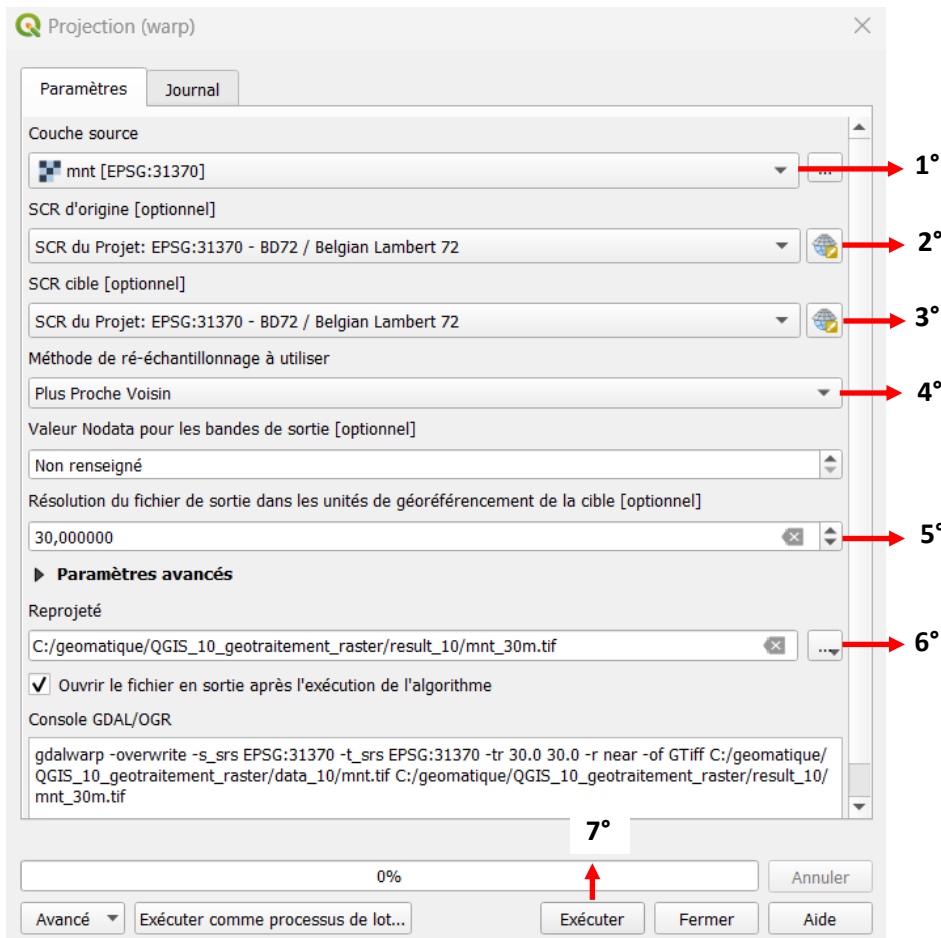 Projection (warp)
Paramètres
Journal
Couche source
mnt [EPSG:31370]
...
1°
SCR d'origine [optionnel]
SCR du Projet: EPSG:31370 - BD72 / Belgian Lambert 72
2°
SCR cible [optionnel]
SCR du Projet: EPSG:31370 - BD72 / Belgian Lambert 72
3°
Méthode de ré-échantillonnage à utiliser
Plus Proche Voisin
4°
Valeur Nodata pour les bandes de sortie [optionnel]
Non renseigné
Résolution du fichier de sortie dans les unités de géoréférencement de la cible [optionnel]
30,000000
5°
Paramètres avancés
Reprojeté
C:/geomatique/QGIS_10_geotraitement_raster/result_10/mnt_30m.tif
...
6°
Ouvrir le fichier en sortie après l'exécution de l'algorithme
Console GDAL/OGR
gdalwarp -overwrite -s_srs EPSG:31370 -t_srs EPSG:31370 -tr 30.0 30.0 -r near -of GTiff C:/geomatique/
QGIS_10_geotraitement_raster/data_10/mnt.tif C:/geomatique/QGIS_10_geotraitement_raster/result_10/
mnt_30m.tif
7°
0%
Annuler
Avancé
Exécuter comme processus de lot...
Exécuter
Fermer
Aide